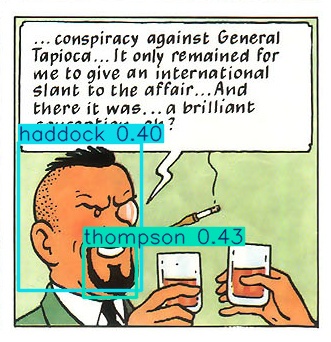 ...conspiracy against General
Tapioca...It only remained for
me to give an international
slant to the affair...And
there it was...a brilliant
eh?
haddock 0.40
thompson 0.43